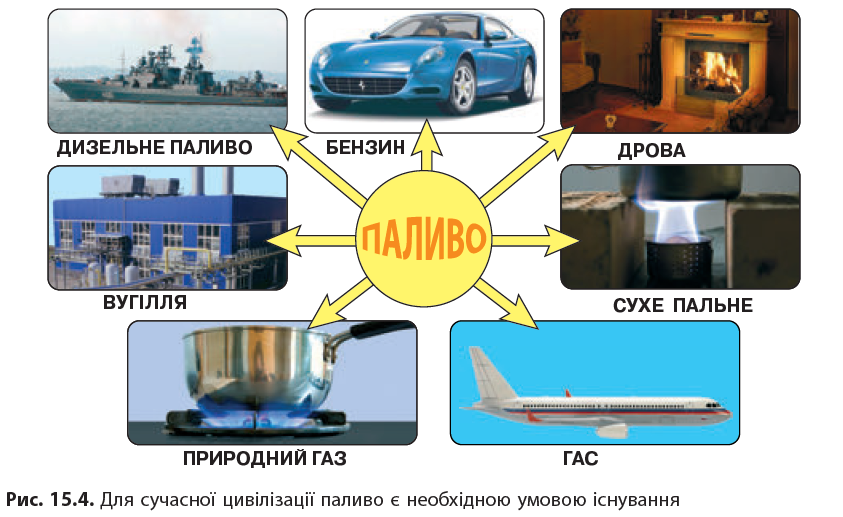 ДИЗЕЛЬНЕ ПАЛИВО
БЕНЗИН
ДРОВА
ПАЛИВО
ВУГІЛЛЯ
СУХЕ ПАЛЬНЕ
ПРИРОДНИЙ ГАЗ
ГАС
Рис. 15.4. Для сучасної цивілізації паливо є необхідною умовою існування